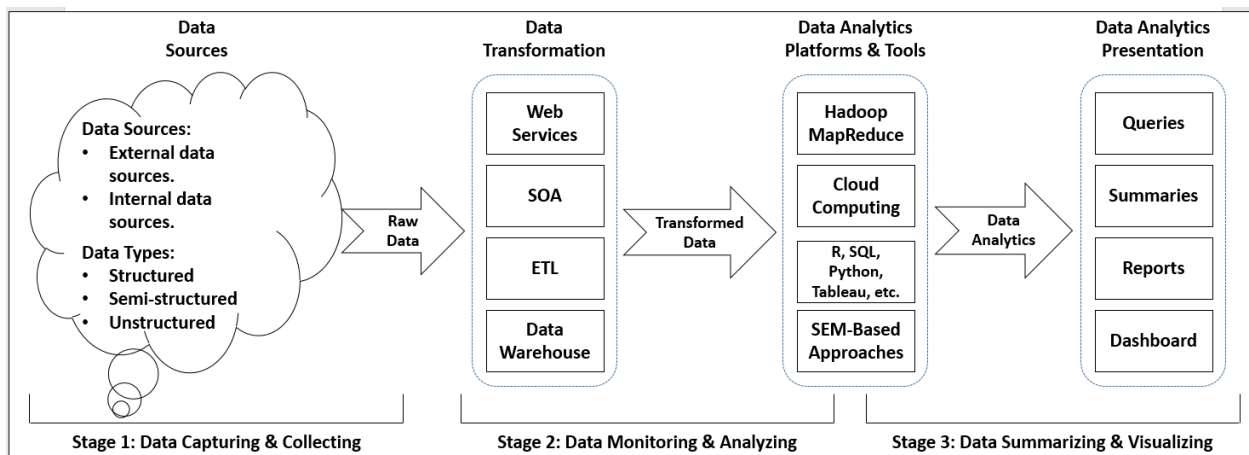 Data
Sources
Data Sources:
• External data
sources.
• Internal data
sources.
Data Types:
• Structured
• Semi-structured
• Unstructured
Raw
Data
Data
Transformation
Web
Services
SOA
ETL
Data
Warehouse
Transformed
Data
Data Analytics
Platforms & Tools
Hadoop
MapReduce
Cloud
Computing
R, SQL,
Python,
Tableau, etc.
SEM-Based
Approaches
Data
Analytics
Data Analytics
Presentation
Queries
Summaries
Reports
Dashboard
Stage 1: Data Capturing & Collecting
Stage 2: Data Monitoring & Analyzing
Stage 3: Data Summarizing & Visualizing